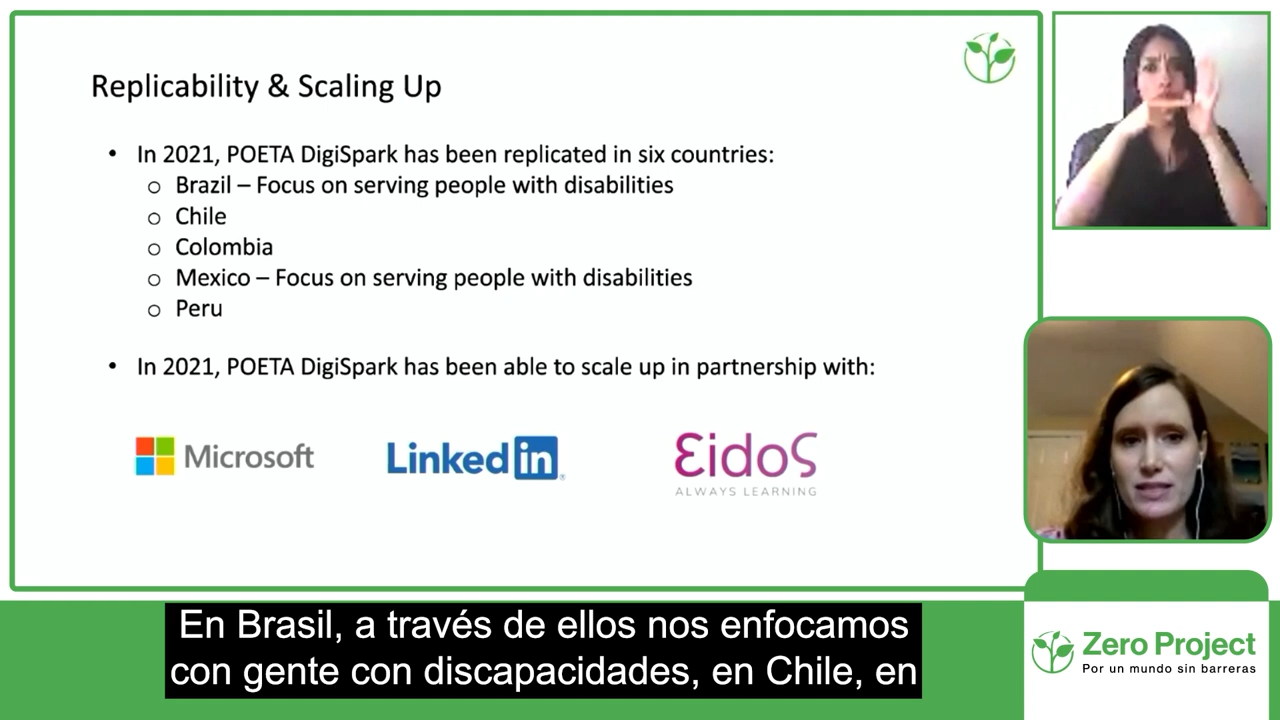 Replicability & Scaling Up
• In 2021, POETA DigiSpark has been replicated in six countries:
o Brazil – Focus on serving people with disabilities
o Chile
o Colombia
o Mexico – Focus on serving people with disabilities
o Peru
• In 2021, POETA DigiSpark has been able to scale up in partnership with:
Microsoft
Linked in®
εidoς
ALWAYS LEARNING
En Brasil, a través de ellos nos enfocamos
con gente con discapacidades, en Chile, en
Zero Project
Por un mundo sin barreras